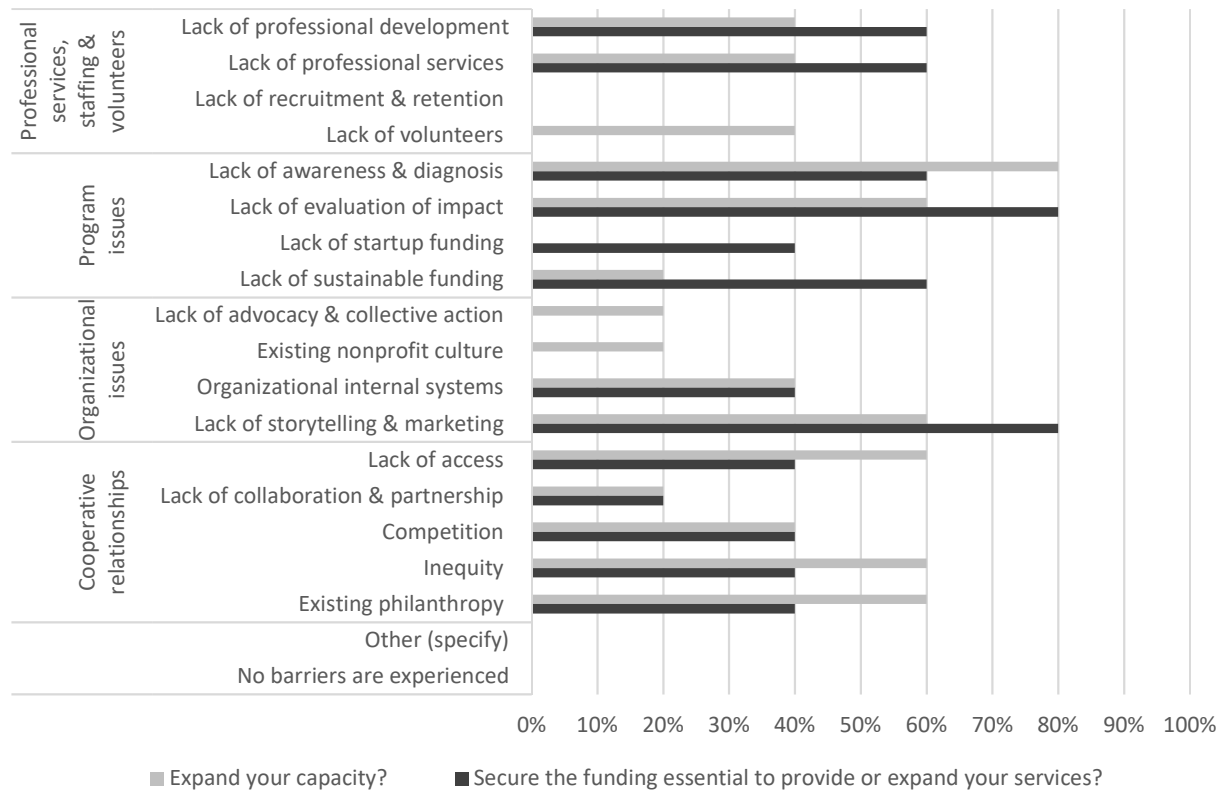 Professional
services,
staffing &
volunteers
Lack of professional development
Lack of professional services
Lack of recruitment & retention
Lack of volunteers
Program
issues
Lack of awareness & diagnosis
Lack of evaluation of impact
Lack of startup funding
Lack of sustainable funding
Organizational
issues
Lack of advocacy & collective action
Existing nonprofit culture
Organizational internal systems
Lack of storytelling & marketing
Cooperative
relationships
Lack of access
Lack of collaboration & partnership
Competition
Inequity
Existing philanthropy
Other (specify)
No barriers are experienced
0% 10% 20% 30% 40% 50% 60% 70% 80% 90% 100%
Expand your capacity? Secure the funding essential to provide or expand your services?